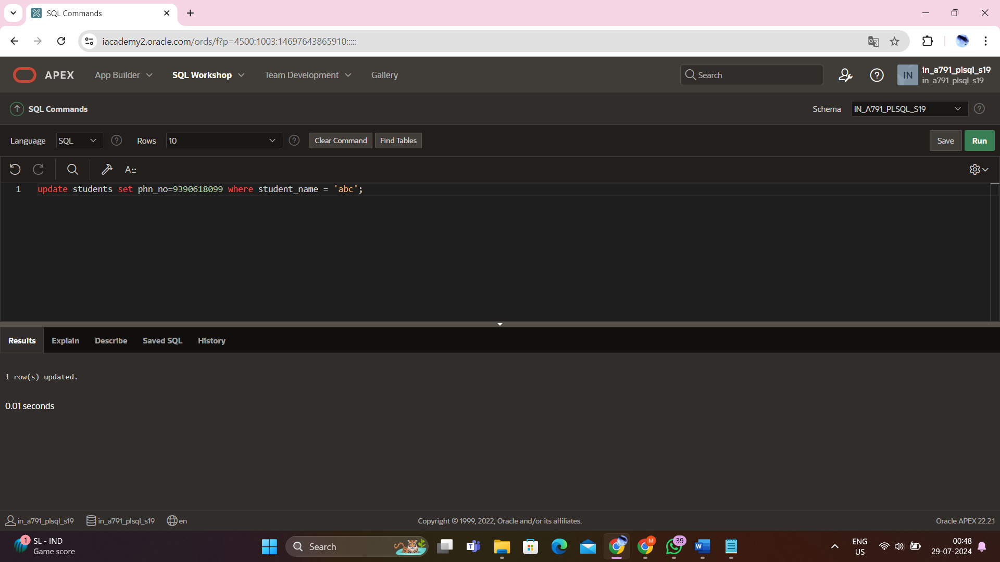 SQL Commands
iacademy2.oracle.com/ords/f?p=4500:1003:14697643865910:::::
APEX App Builder SQL Workshop Team Development Gallery Search IN in_a791_plsql_s19
in_a791_plsql_s19
SQL Commands Schema IN_A791_PLSQL_S19
Language SQL Rows 10 Clear Command Find Tables Save Run
A::
1 update students set phn_no=9390618099 where student_name = 'abc';
Results Explain Describe Saved SQL History
1 row(s) updated.
0.01 seconds
in_a791_plsql_s19 in_a791_plsql_s19 en Copyright © 1999, 2022, Oracle and/or its affiliates. Oracle APEX 22.2.1
1 SL - IND
Game score
Search
M
39
W
ENG
US
00:48
29-07-2024